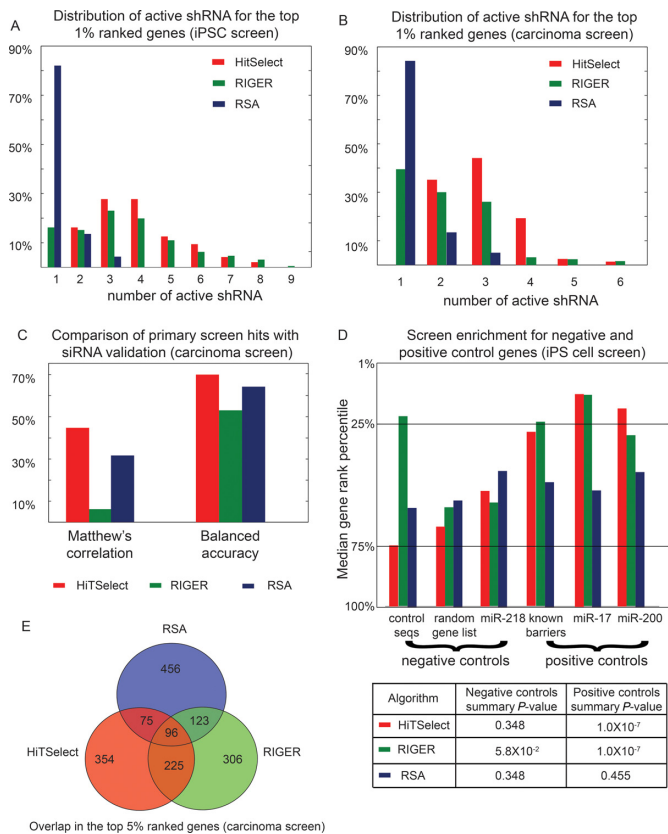 A
Distribution of active shRNA for the top
1% ranked genes (iPSC screen)
90%
70%
50%
30%
10%
HitSelect
RIGER
RSA
1 2 3 4 5 6 7 8 9
number of active shRNA
B
Distribution of active shRNA for the top
1% ranked genes (carcinoma screen)
90%
70%
50%
30%
10%
HitSelect
RIGER
RSA
1 2 3 4 5 6
number of active shRNA
C
Comparison of primary screen hits with
siRNA validation (carcinoma screen)
70%
50%
30%
10%
Matthew's
correlation
Balanced
accuracy
HiTSelect RIGER RSA
D
Screen enrichment for negative and
positive control genes (iPS cell screen)
Median gene rank percentile
1%
25%
75%
100%
control
seqs
random
gene list
miR-218
known
barriers
miR-17
miR-200
negative controls
positive controls
Algorithm
Negative controls
summary P-value
Positive controls
summary P-value
HiTSelect 0.348 1.0X10-7
RIGER 5.8X10-2 1.0X10-7
RSA 0.348 0.455
E
RSA
456
75
123
96
HiTSelect
354
225
306
RIGER
Overlap in the top 5% ranked genes (carcinoma screen)